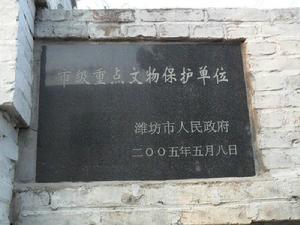 市级重点文物保护单位
潍坊市人民政府
二〇〇五年五月八日